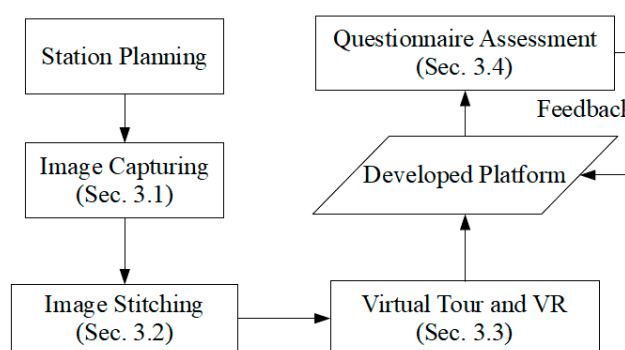 Station Planning
Image Capturing
(Sec. 3.1)
Image Stitching
(Sec. 3.2)
Questionnaire Assessment
(Sec. 3.4)
Feedback
Developed Platform
Virtual Tour and VR
(Sec. 3.3)